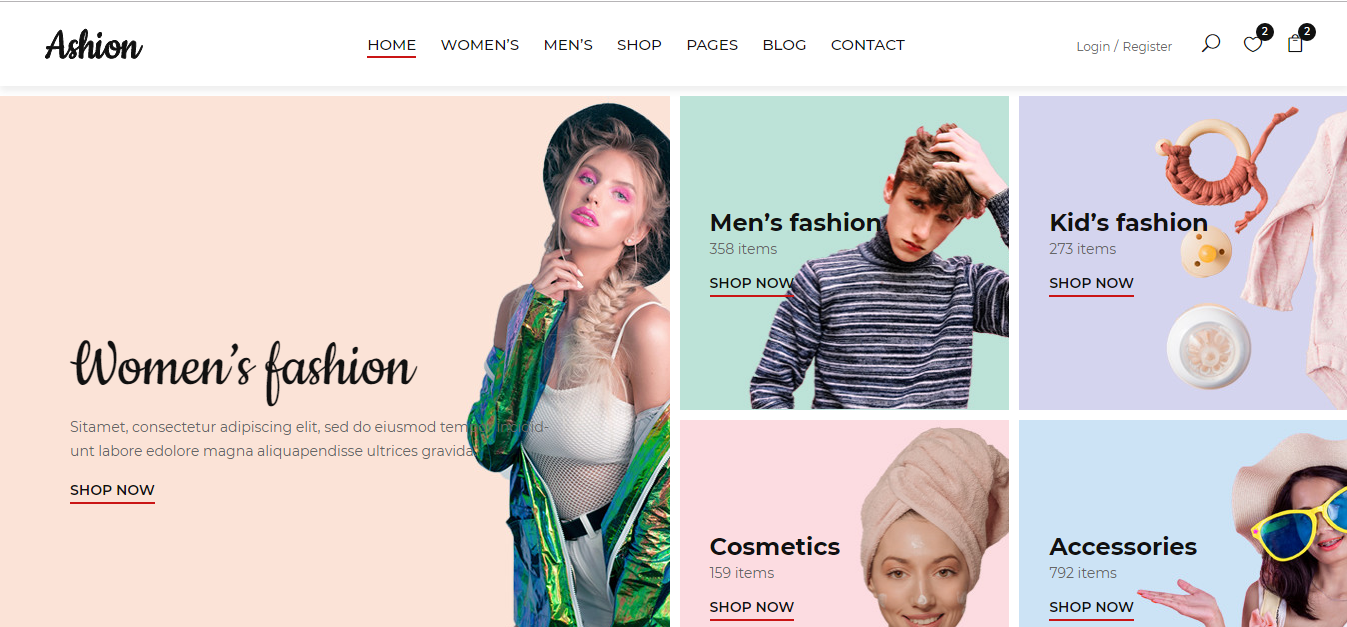 Ashion
HOME WOMEN'S MEN'S SHOP PAGES BLOG CONTACT
Login / Register
2
2
Women's fashion
Sitamet, consectetur adipiscing elit, sed do eiusmod tempor incidid-
unt labore edolore magna aliquapendisse ultrices gravida.
SHOP NOW
Men's fashion
358 items
SHOP NOW
Kid's fashion
273 items
SHOP NOW
Cosmetics
159 items
SHOP NOW
Accessories
792 items
SHOP NOW